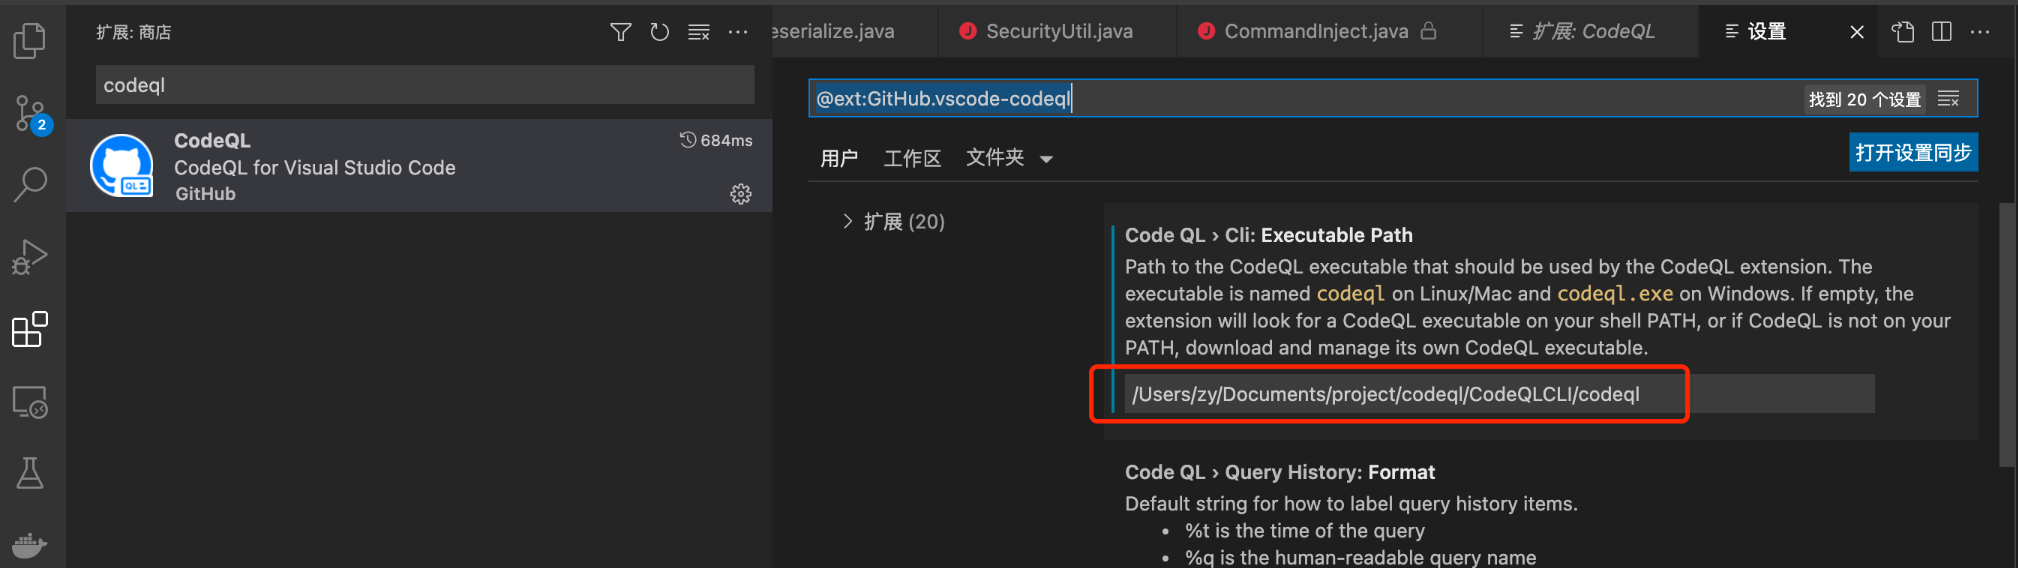 扩展: 商店
eserialize.java
SecurityUtil.java
CommandInject.java
扩展: CodeQL
设置
codeql
@ext:GitHub.vscode-codeql
找到 20 个设置
2
CodeQL
684ms
CodeQL for Visual Studio Code
GitHub
QL
用户
工作区
文件夹
打开设置同步
扩展 (20)
Code QL › Cli: Executable Path
Path to the CodeQL executable that should be used by the CodeQL extension. The
executable is named codeql on Linux/Mac and codeql.exe on Windows. If empty, the
extension will look for a CodeQL executable on your shell PATH, or if CodeQL is not on your
PATH, download and manage its own CodeQL executable.
/Users/zy/Documents/project/codeql/CodeQLCLI/codeql
Code QL › Query History: Format
Default string for how to label query history items.
• %t is the time of the query
• %q is the human-readable query name